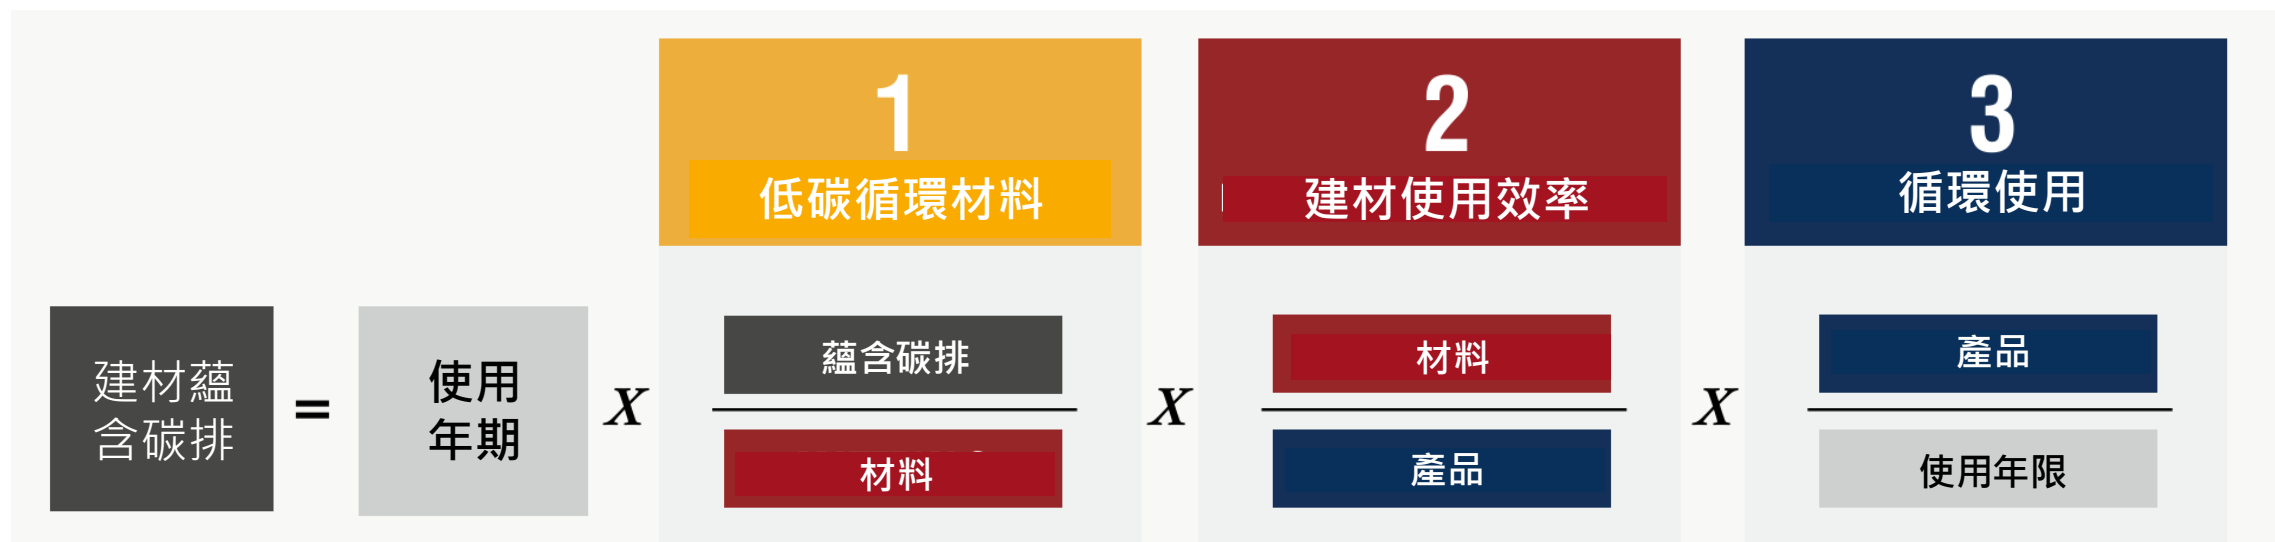 1
低碳循環材料
2
建材使用效率
3
循環使用
建材蘊
含碳排
=
使用
年期
X
蘊含碳排
材料
X
材料
產品
X
產品
使用年限